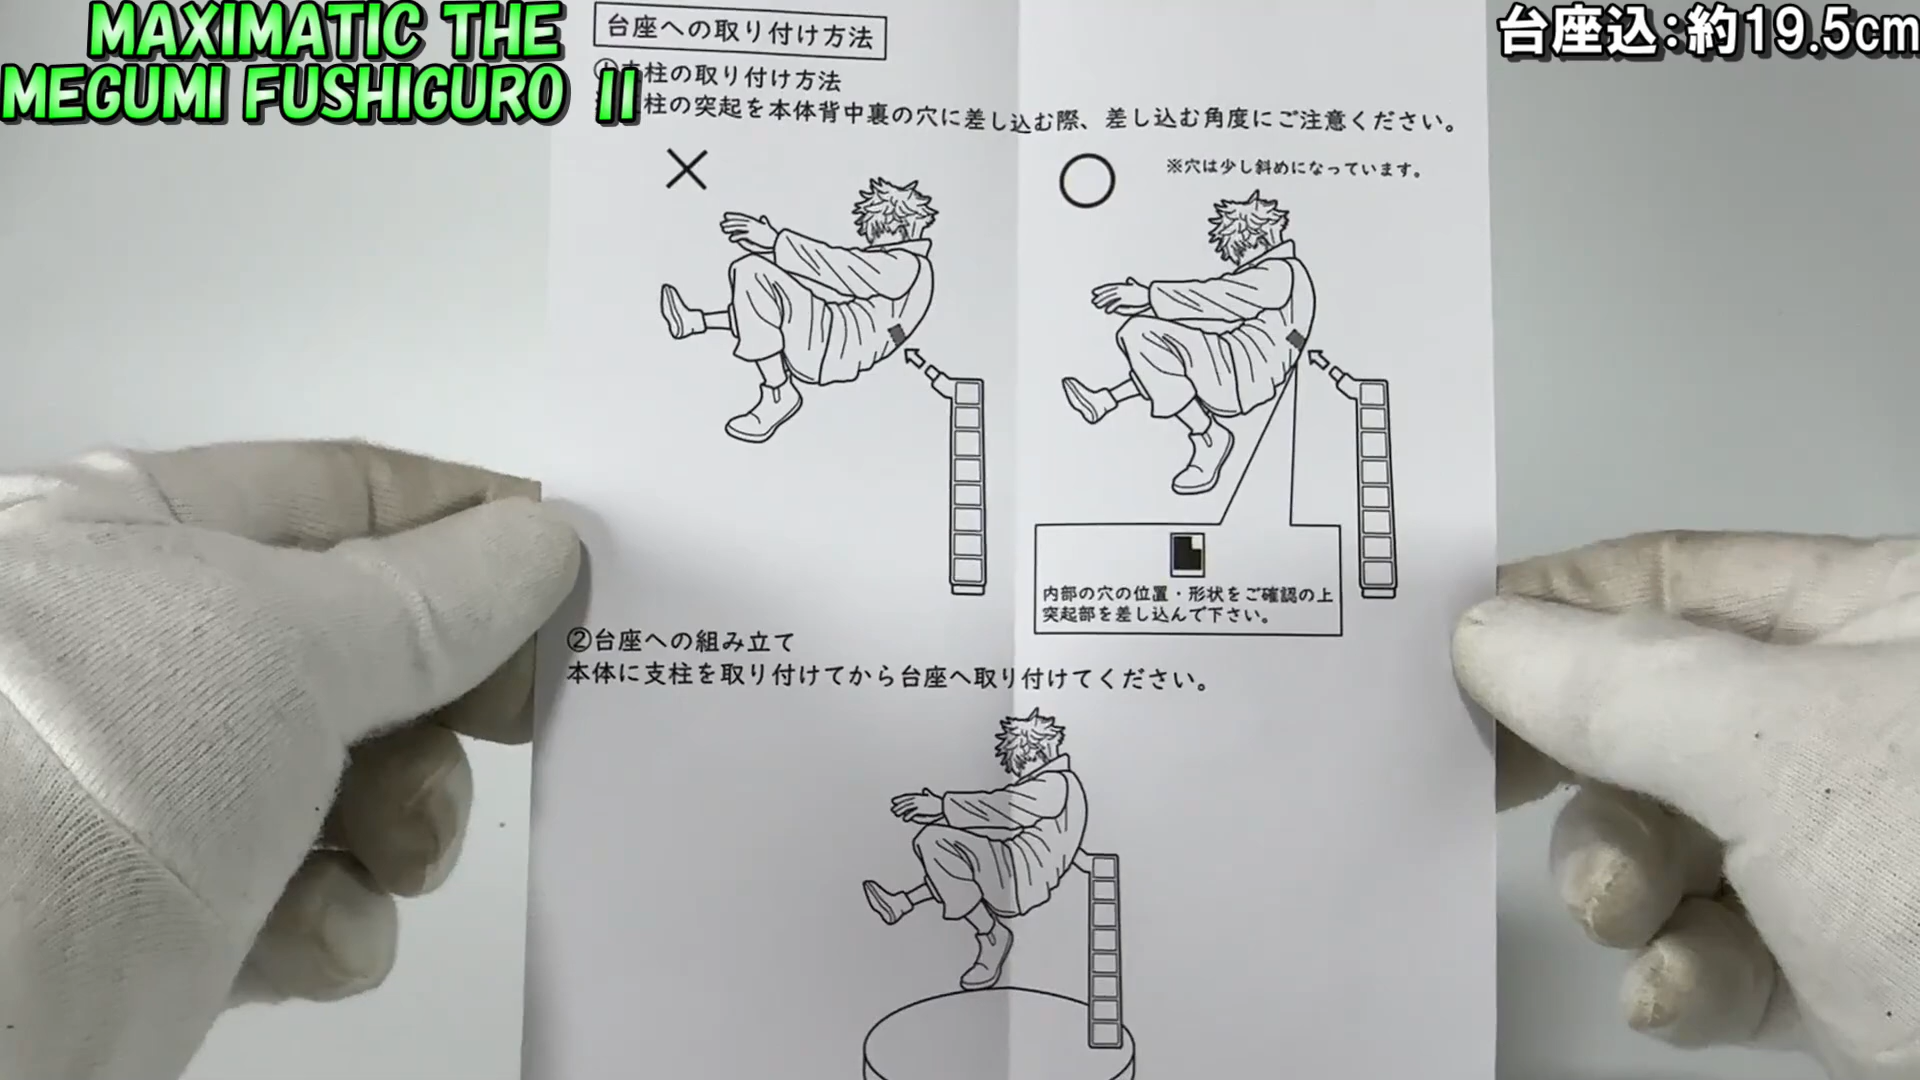 MAXIMATIC THE
MEGUMI FUSHIGURO II
台座込:約19.5cm
台座への取り付け方法
①支柱の取り付け方法
柱の突起を本体背中裏の穴に差し込む際、差し込む角度にご注意ください。
※穴は少し斜めになっています。
内部の穴の位置・形状をご確認の上
突起部を差し込んで下さい。
②台座への組み立て
本体に支柱を取り付けてから台座へ取り付けてください。